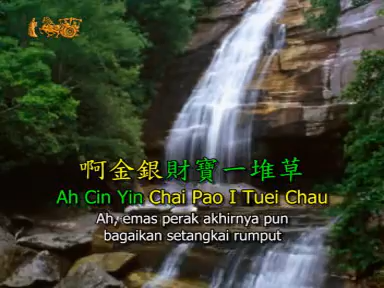 啊金銀財寶一堆草
Ah Cin Yin Chai Pao I Tuei Chau
Ah, emas perak akhirnya pun
bagaikan setangkai rumput